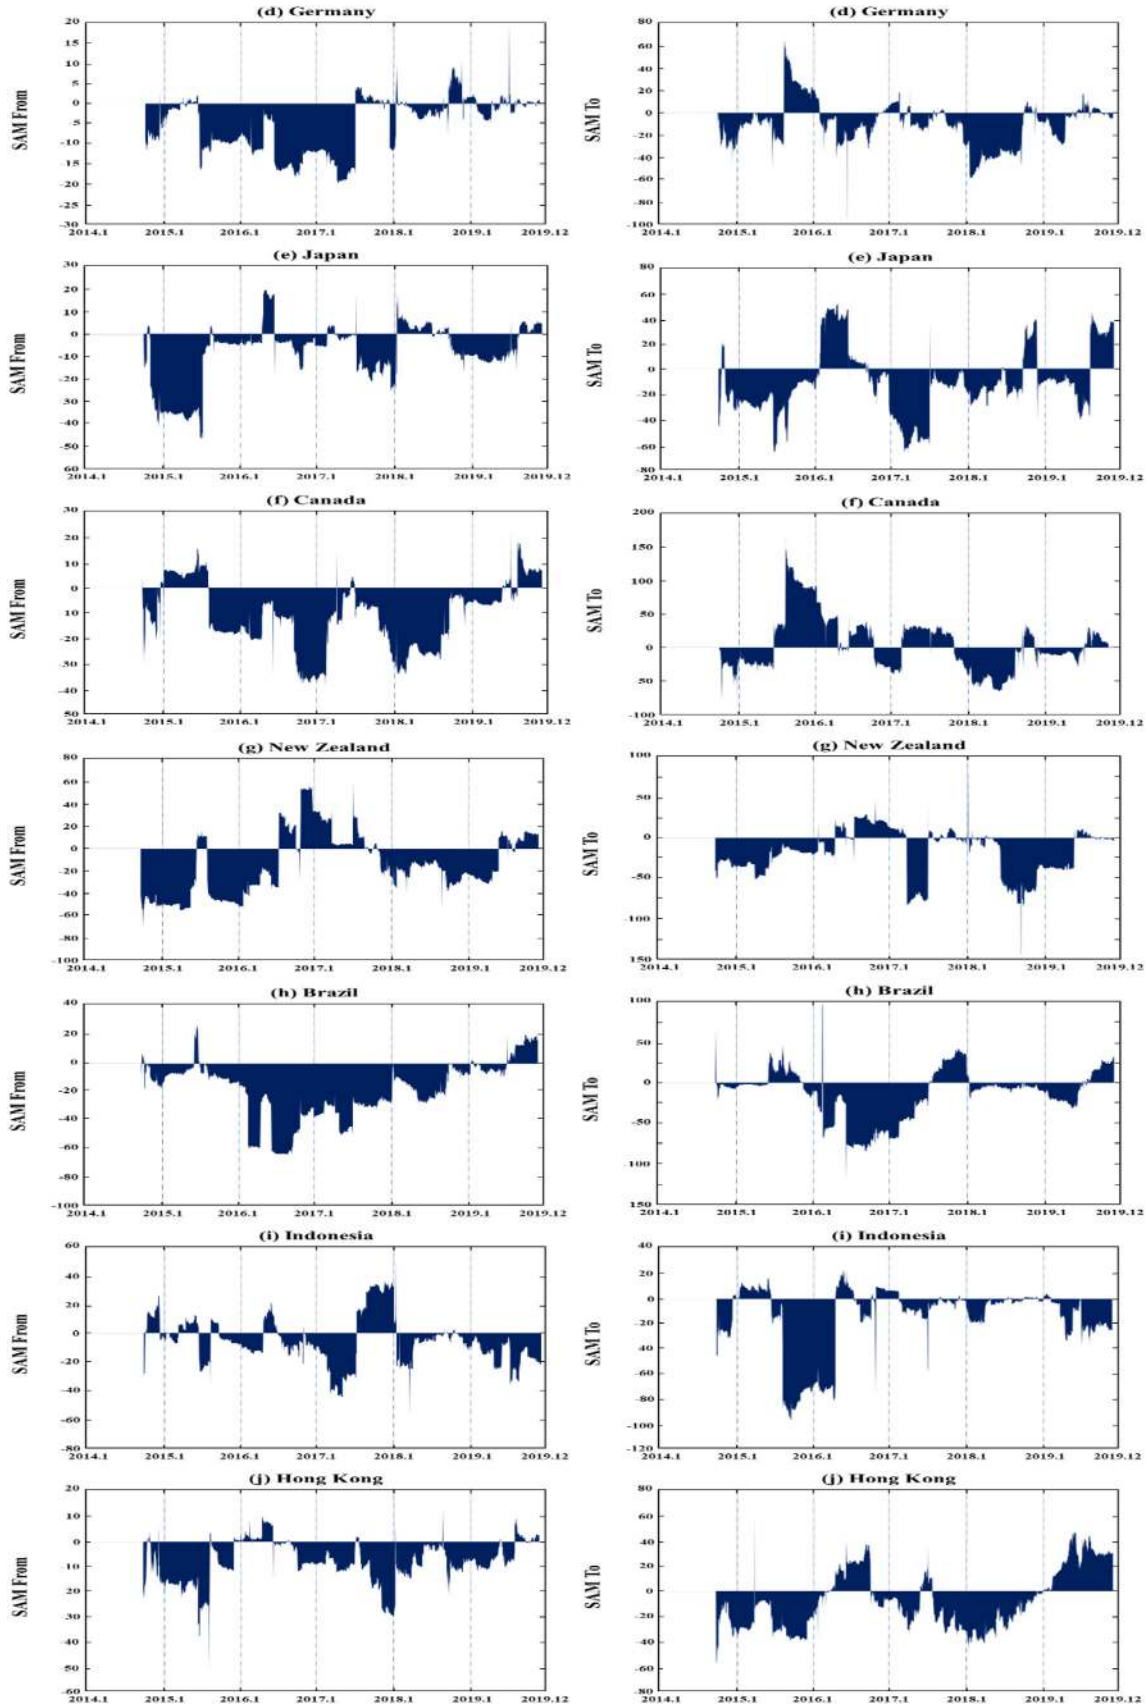 (d) Germany
SAM From
20
15
10
5
0
-5
-10
-15
-20
-25
-30
2014.1 2015.1 2016.1 2017.1 2018.1 2019.1 2019.12
(d) Germany
SAM To
80
60
40
20
0
-20
-40
-60
-80
-100
2014.1 2015.1 2016.1 2017.1 2018.1 2019.1 2019.12
(e) Japan
SAM From
30
20
10
0
-10
-20
-30
-40
-50
60
2014.1 2015.1 2016.1 2017.1 2018.1 2019.1 2019.12
(e) Japan
SAM To
80
60
40
20
0
-20
-40
-60
-80
2014.1 2015.1 2016.1 2017.1 2018.1 2019.1 2019.12
(f) Canada
SAM From
30
20
10
0
-10
-20
-30
-40
50
2014.1 2015.1 2016.1 2017.1 2018.1 2019.1 2019.12
(f) Canada
SAM To
200
150
100
50
0
-50
-100
2014.1 2015.1 2016.1 2017.1 2018.1 2019.1 2019.12
(g) New Zealand
SAM From
80
60
40
20
0
-20
-40
-60
-80
-100
2014.1 2015.1 2016.1 2017.1 2018.1 2019.1 2019.12
(g) New Zealand
SAM To
100
50
0
-50
-100
150
2014.1 2015.1 2016.1 2017.1 2018.1 2019.1 2019.12
(h) Brazil
SAM From
40
20
0
-20
-40
-60
-80
-100
2014.1 2015.1 2016.1 2017.1 2018.1 2019.1 2019.12
(h) Brazil
SAM To
100
50
0
-50
-100
150
2014.1 2015.1 2016.1 2017.1 2018.1 2019.1 2019.12
(i) Indonesia
SAM From
60
40
20
0
-20
-40
-60
-80
2014.1 2015.1 2016.1 2017.1 2018.1 2019.1 2019.12
(i) Indonesia
SAM To
40
20
0
-20
-40
-60
-80
-100
-120
2014.1 2015.1 2016.1 2017.1 2018.1 2019.1 2019.12
(j) Hong Kong
SAM From
20
10
0
-10
-20
-30
-40
-50
-60
2014.1 2015.1 2016.1 2017.1 2018.1 2019.1 2019.12
(j) Hong Kong
SAM To
80
60
40
20
0
-20
-40
-60
-80
-100
2014.1 2015.1 2016.1 2017.1 2018.1 2019.1 2019.12